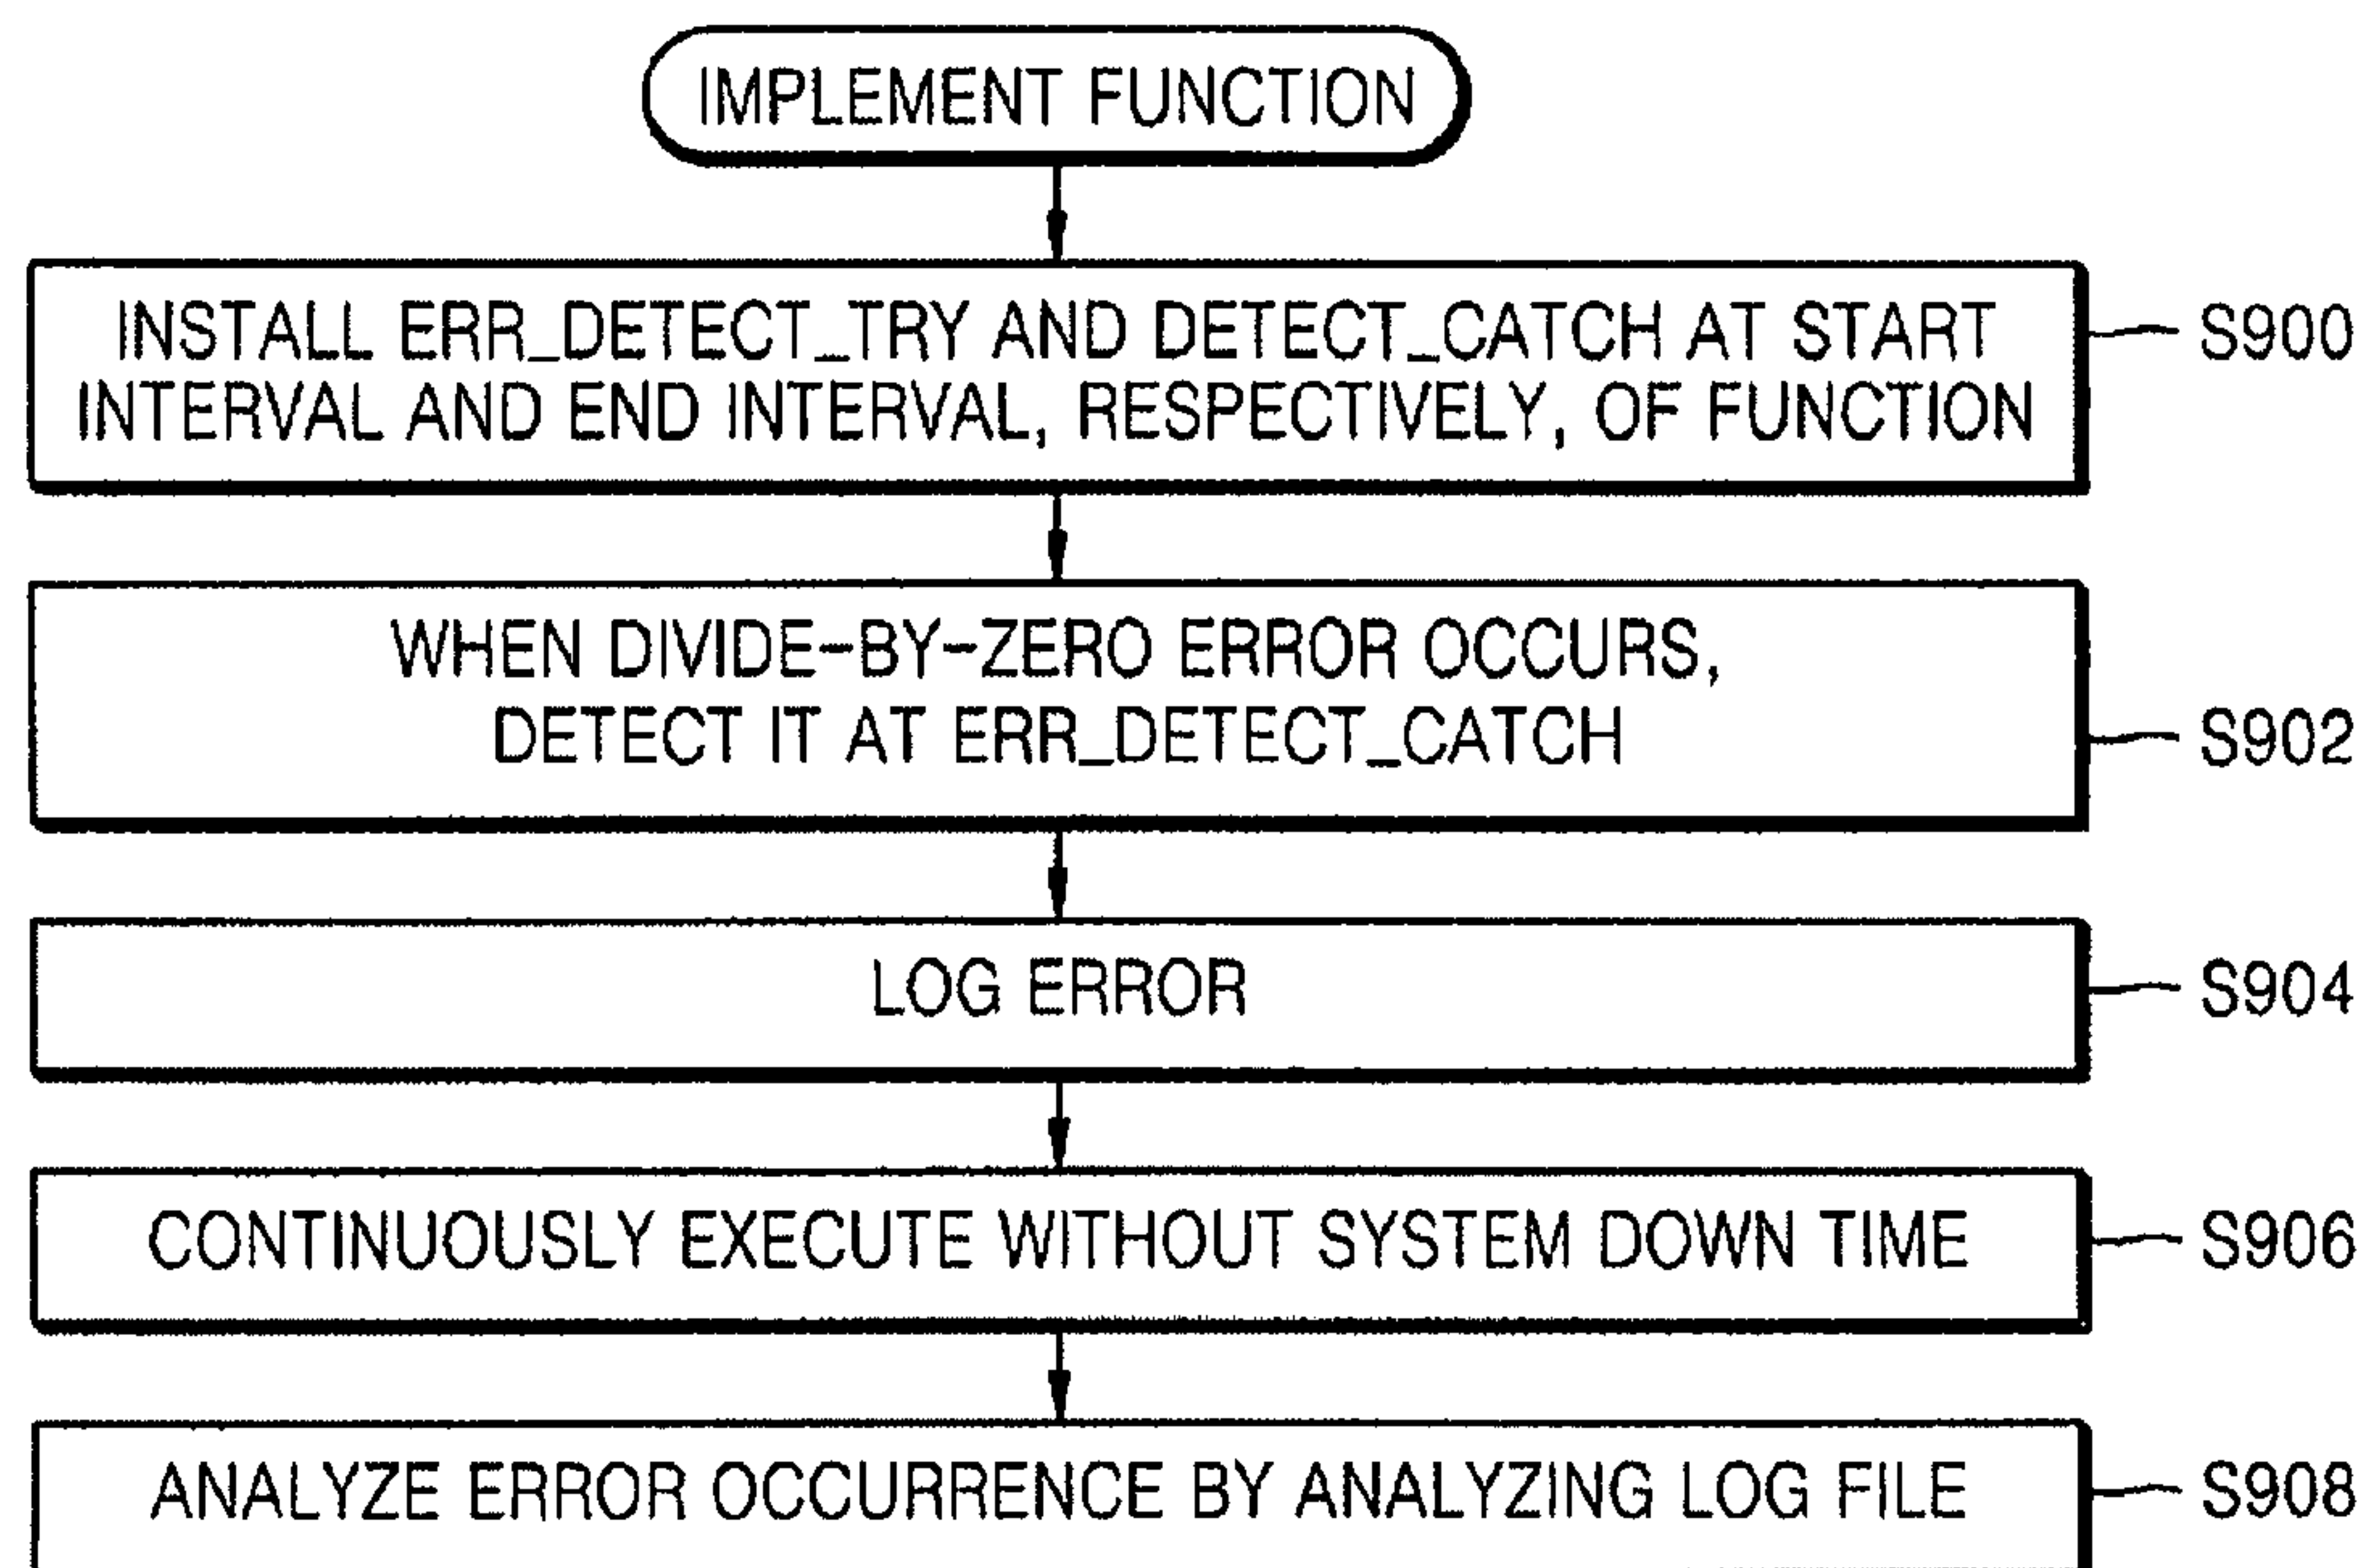 IMPLEMENT FUNCTION
INSTALL ERR_DETECT_TRY AND DETECT_CATCH AT START
INTERVAL AND END INTERVAL, RESPECTIVELY, OF FUNCTION
S900
WHEN DIVIDE-BY-ZERO ERROR OCCURS,
DETECT IT AT ERR_DETECT_CATCH
S902
LOG ERROR
S904
CONTINUOUSLY EXECUTE WITHOUT SYSTEM DOWN TIME
S906
ANALYZE ERROR OCCURRENCE BY ANALYZING LOG FILE
S908